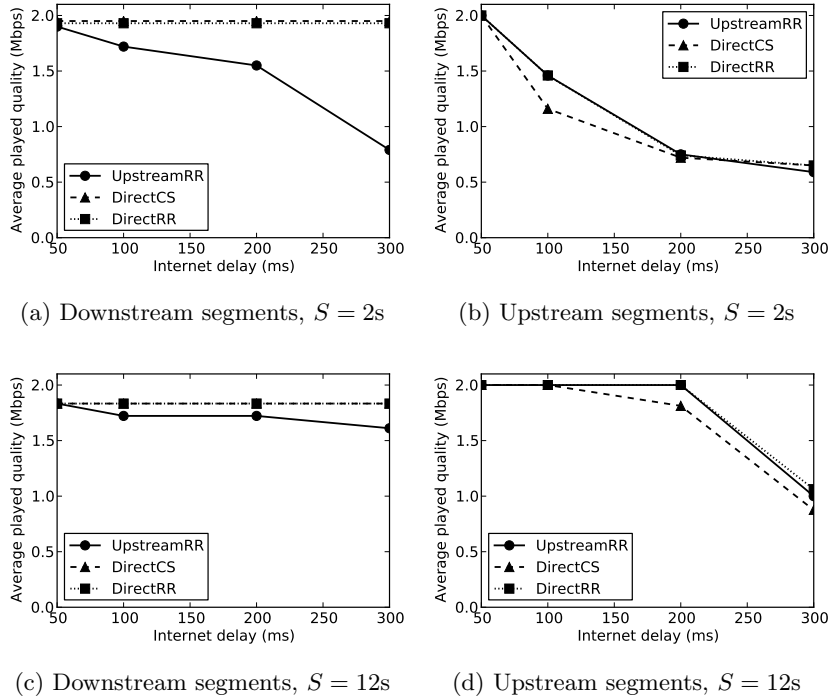 Average played quality (Mbps)
2.0
1.5
1.0
0.5
0.0
UpstreamRR
DirectCS
DirectRR
50 100 150 200 250 300
Internet delay (ms)
(a) Downstream segments, S = 2s
Average played quality (Mbps)
2.0
1.5
1.0
0.5
0.0
UpstreamRR
DirectCS
DirectRR
50 100 150 200 250 300
Internet delay (ms)
(b) Upstream segments, S = 2s
Average played quality (Mbps)
2.0
1.5
1.0
0.5
0.0
UpstreamRR
DirectCS
DirectRR
50 100 150 200 250 300
Internet delay (ms)
(c) Downstream segments, S = 12s
Average played quality (Mbps)
2.0
1.5
1.0
0.5
0.0
UpstreamRR
DirectCS
DirectRR
50 100 150 200 250 300
Internet delay (ms)
(d) Upstream segments, S = 12s